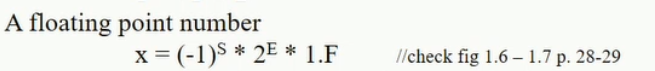 A floating point number
x = (-1)ˢ * 2ᴱ * 1.F //check fig 1.6 – 1.7 p. 28-29